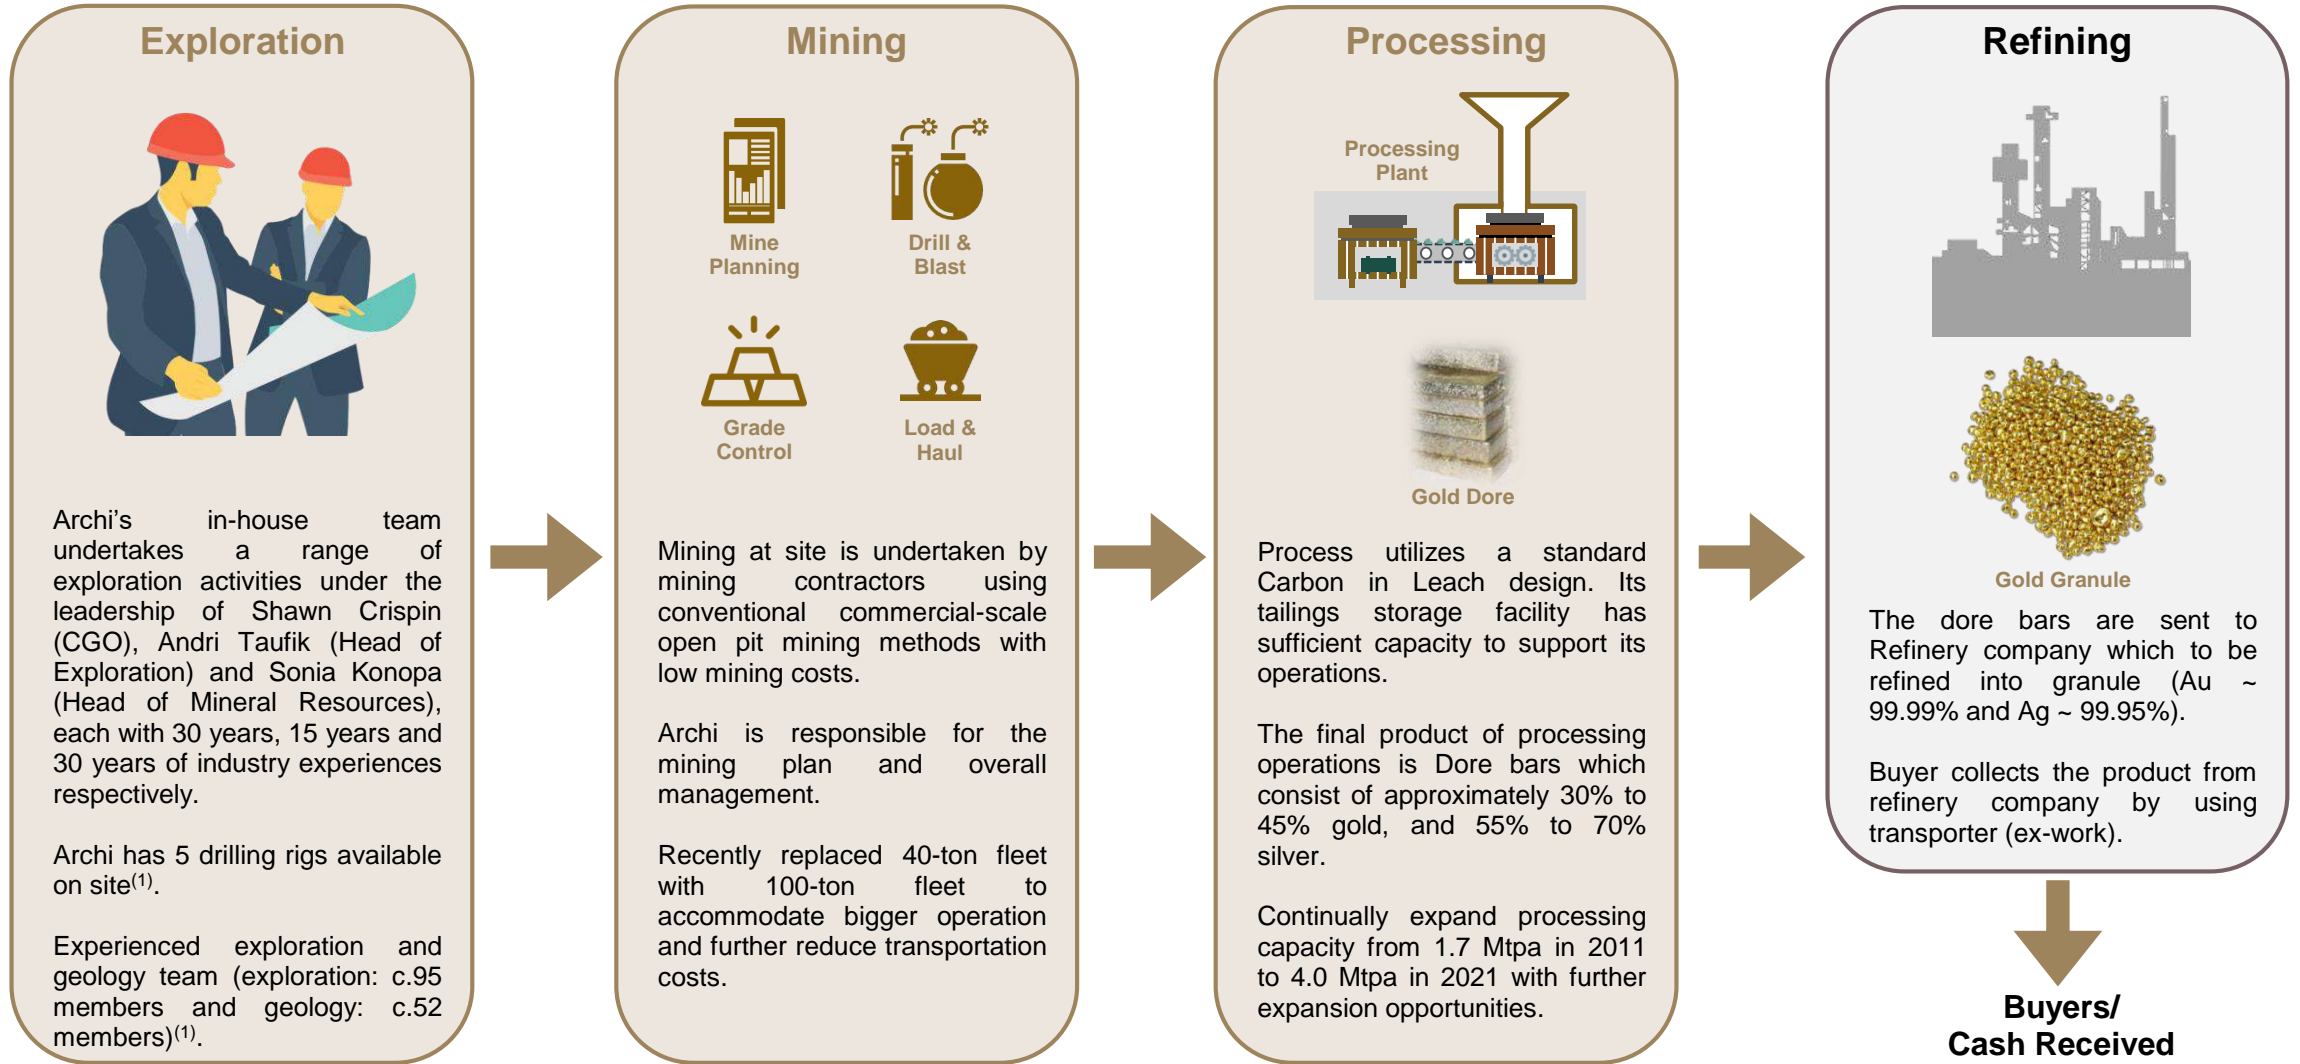 Exploration
Archi’s in-house team
undertakes a range of
exploration activities under the
leadership of Shawn Crispin
(CGO), Andri Taufik (Head of
Exploration) and Sonia Konopa
(Head of Mineral Resources),
each with 30 years, 15 years and
30 years of industry experiences
respectively.
Archi has 5 drilling rigs available
on site(1).
Experienced exploration and
geology team (exploration: c.95
members and geology: c.52
members)(1).
Mining
Mine
Planning
Drill &
Blast
Grade
Control
Load &
Haul
Mining at site is undertaken by
mining contractors using
conventional commercial-scale
open pit mining methods with
low mining costs.
Archi is responsible for the
mining plan and overall
management.
Recently replaced 40-ton fleet
with 100-ton fleet to
accommodate bigger operation
and further reduce transportation
costs.
Processing
Processing
Plant
Gold Dore
Process utilizes a standard
Carbon in Leach design. Its
tailings storage facility has
sufficient capacity to support its
operations.
The final product of processing
operations is Dore bars which
consist of approximately 30% to
45% gold, and 55% to 70%
silver.
Continually expand processing
capacity from 1.7 Mtpa in 2011
to 4.0 Mtpa in 2021 with further
expansion opportunities.
Refining
Gold Granule
The dore bars are sent to
Refinery company which to be
refined into granule (Au ~
99.99% and Ag ~ 99.95%).
Buyer collects the product from
refinery company by using
transporter (ex-work).
Buyers/
Cash Received